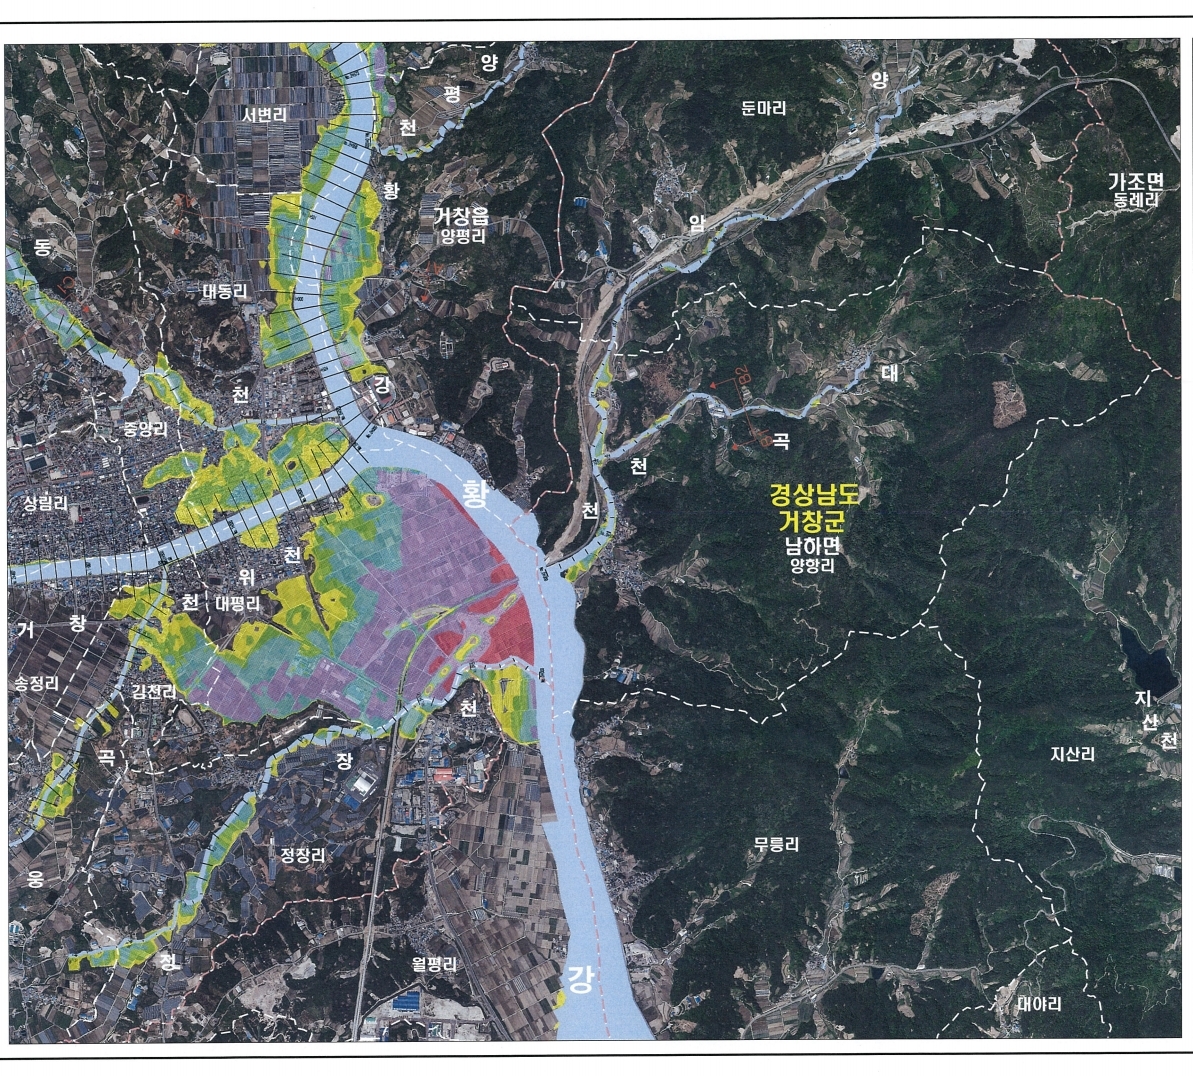 양
평
천
서변리
황
거창읍
양평리
둔마리
양
암
가조면
동례리
동
대동리
천
강
중앙리
상림리
대
곡
천
천
황
경상남도
거창군
남하면
양항리
천
위
천
대평리
거
창
송정리
김천리
곡
웅
천
장
정장리
정
월평리
강
무릉리
지
산
천
지산리
대야리